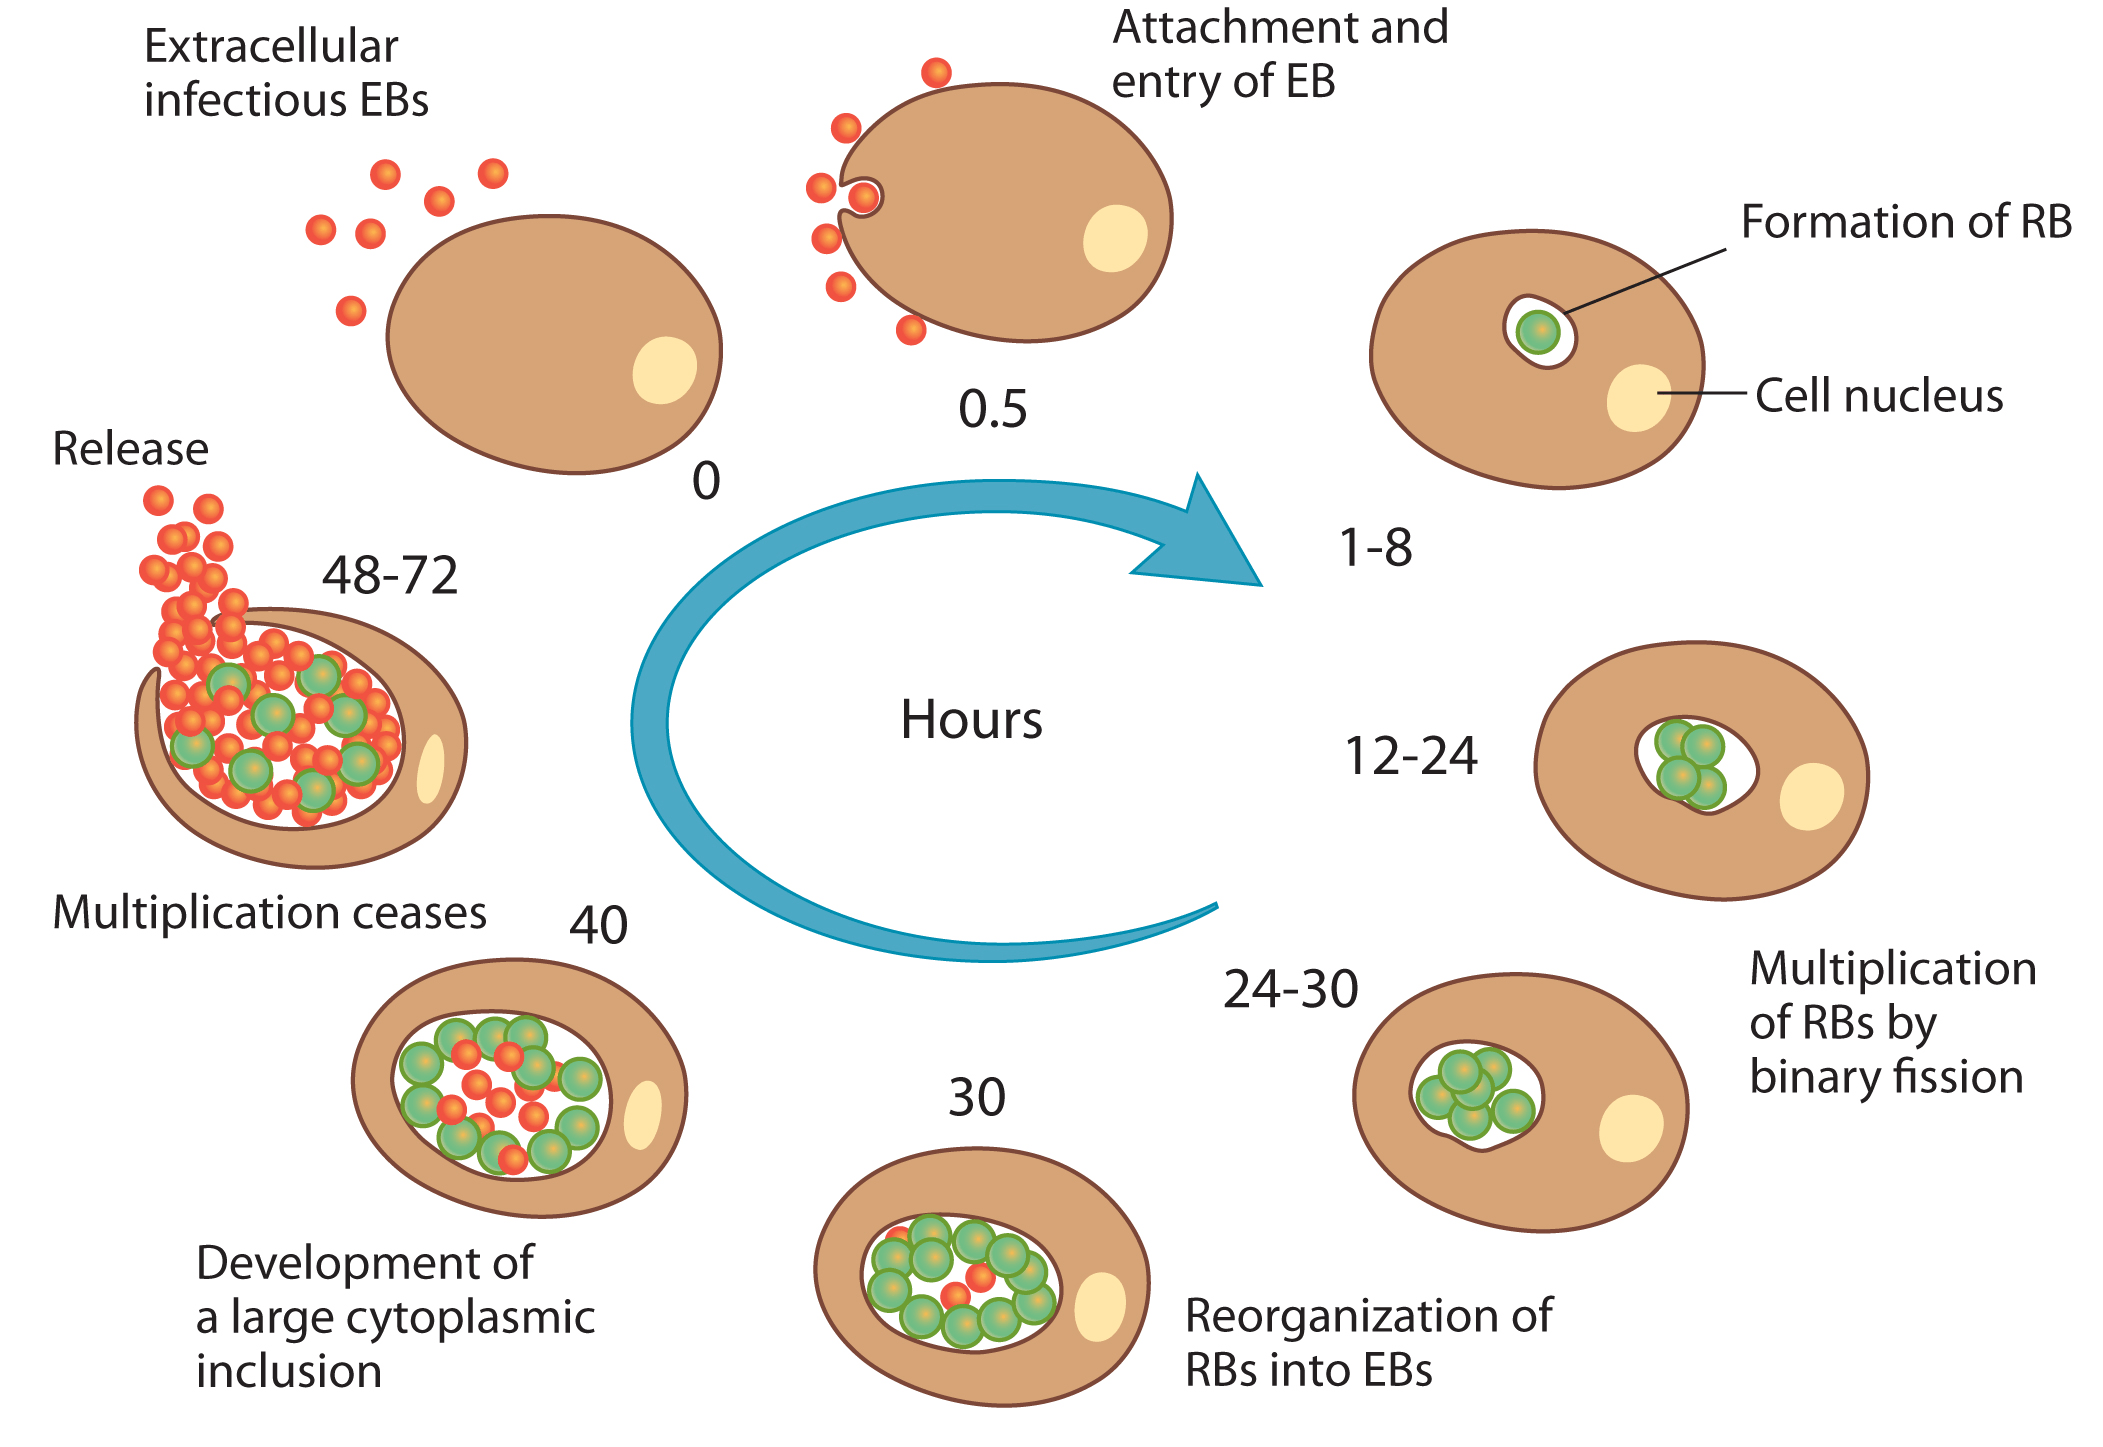 Extracellular
infectious EBs
Attachment and
entry of EB
Formation of RB
Cell nucleus
0.5
0
Release
48-72
1-8
Hours
12-24
Multiplication ceases
40
24-30
Multiplication
of RBs by
binary fission
30
Development of
a large cytoplasmic
inclusion
Reorganization of
RBs into EBs